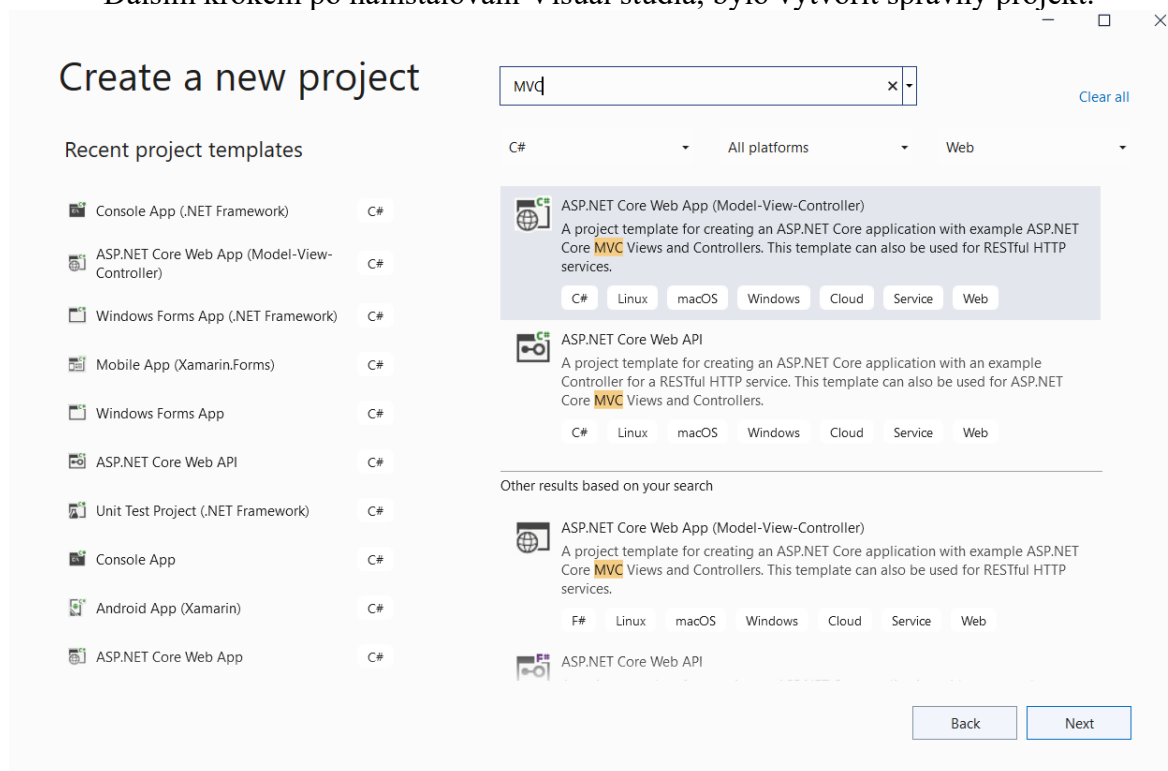 Dalším krokem po nainstalování Visual studia, bylo vytvořit správný projekt.
Create a new project
MVC
Clear all
Recent project templates
C#
All platforms
Web
Console App (.NET Framework)
C#
ASP.NET Core Web App (Model-View-
Controller)
C#
Windows Forms App (.NET Framework)
C#
Mobile App (Xamarin.Forms)
C#
Windows Forms App
C#
ASP.NET Core Web API
C#
Unit Test Project (.NET Framework)
C#
Console App
C#
Android App (Xamarin)
C#
ASP.NET Core Web App
C#
ASP.NET Core Web App (Model-View-Controller)
A project template for creating an ASP.NET Core application with example ASP.NET
Core MVC Views and Controllers. This template can also be used for RESTful HTTP
services.
C# Linux macOS Windows Cloud Service Web
ASP.NET Core Web API
A project template for creating an ASP.NET Core application with an example
Controller for a RESTful HTTP service. This template can also be used for ASP.NET
Core MVC Views and Controllers.
C# Linux macOS Windows Cloud Service Web
Other results based on your search
ASP.NET Core Web App (Model-View-Controller)
A project template for creating an ASP.NET Core application with example ASP.NET
Core MVC Views and Controllers. This template can also be used for RESTful HTTP
services.
F# Linux macOS Windows Cloud Service Web
ASP.NET Core Web API
Back
Next